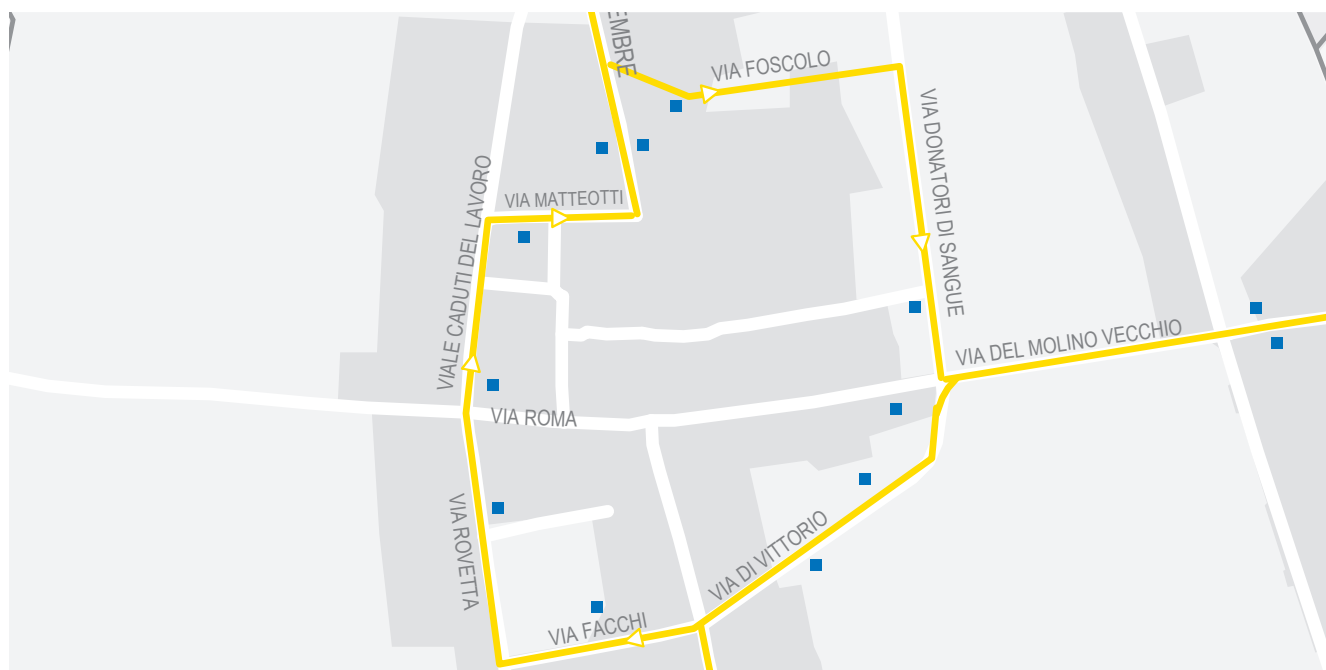 EMBRE
VIA FOSCOLO
VIA DONATORI DI SANGUE
VIALE CADUTI DEL LAVORO
VIA MATTEOTTI
VIA DEL MOLINO VECCHIO
VIA ROMA
VIA ROVETTA
VIA DI VITTORIO
VIA FACCHI